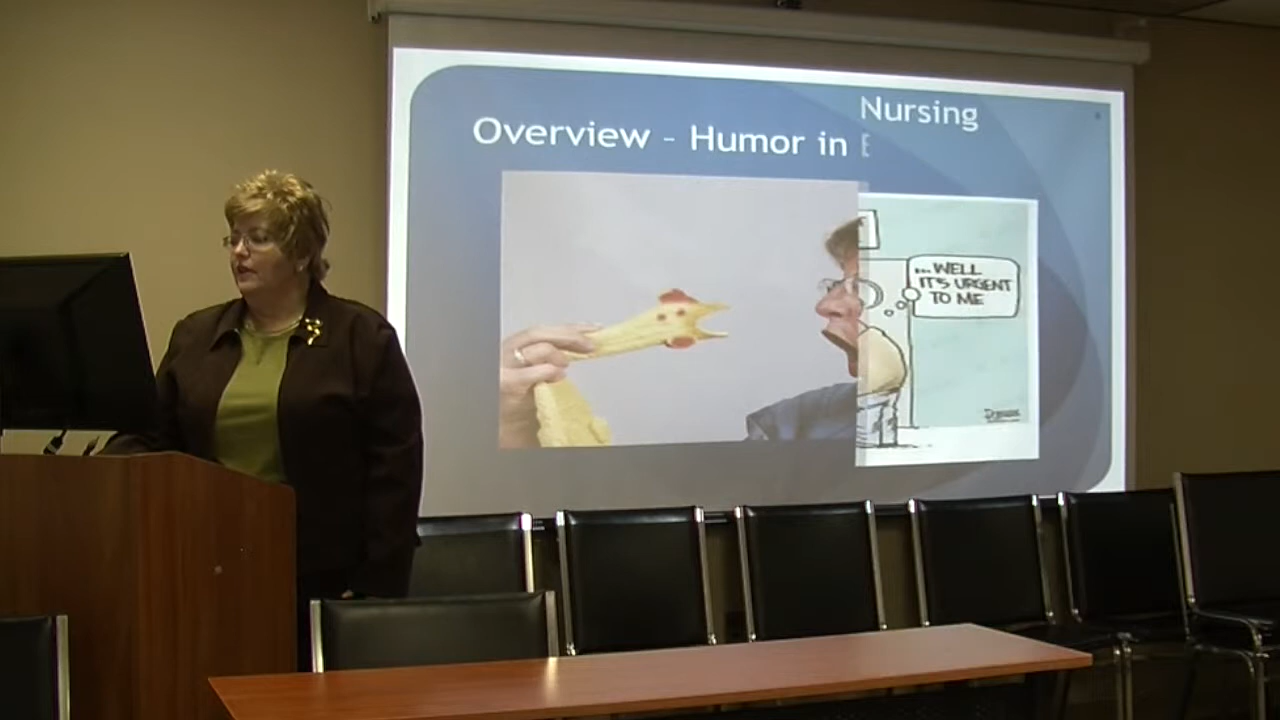 Overview - Humor in
Nursing
...WELL
IT'S URGENT
TO ME